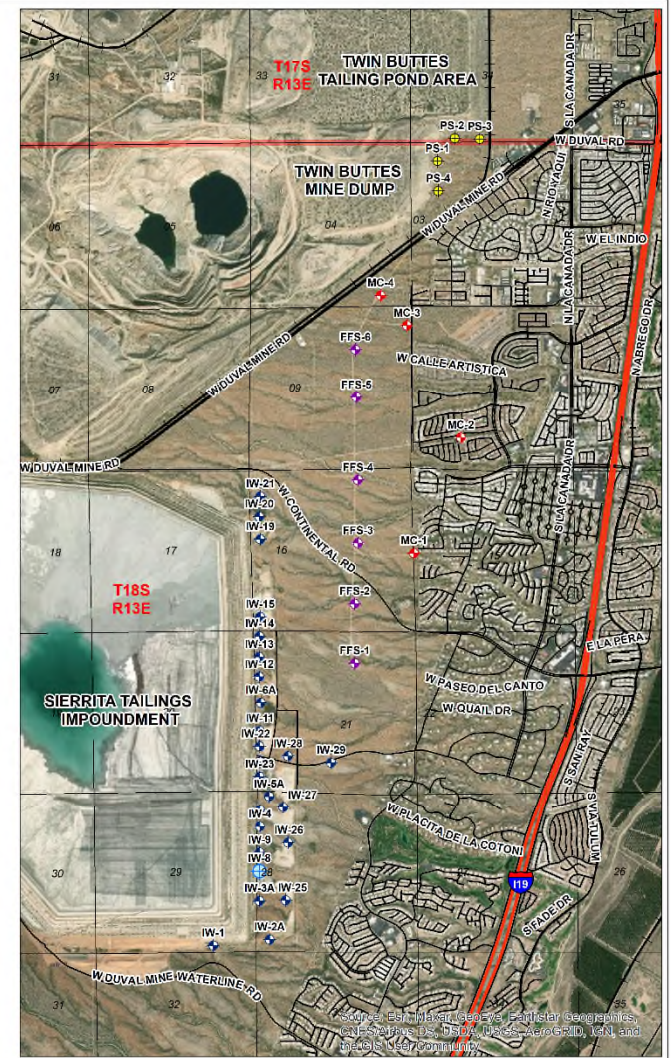 31
32
33
T17S
R13E
TWIN BUTTES
TAILING POND AREA
34
S LA CANADA DR
35
PS-2
PS-3
W DUVAL RD
PS-1
TWIN BUTTES
MINE DUMP
PS-4
N RIO YAQUI
06
05
04
03
W DUVAL MINE RD
W EL INDIO
N LA CANADA DR
MC-4
MC-3
N ABREGO DR
FFS-6
W CALLE ARTISTICA
W DUVAL MINE RD
07
08
09
FFS-5
MC-2
W DUVAL MINE RD
FFS-4
S LA CANADA DR
IW-21
IW-20
W CONTINENTAL RD
IW-19
FFS-3
18
17
16
MC-1
T18S
R13E
FFS-2
IW-15
IW-14
E LA PERA
IW-13
IW-12
FFS-1
SIERRITA TAILINGS
IMPOUNDMENT
IW-6A
W PASEO DEL CANTO
W QUAIL DR
IW-11
21
22
IW-22
IW-28
IW-29
S SAN RAY
IW-23
IW-5A
IW-27
S VIA TULUM
IW-4
W PLACITA DE LA COTONI
IW-9
IW-26
IW-8
30
29
28
27
26
I19
IW-3A
IW-25
S FADE DR
IW-1
IW-2A
W DUVAL MINE WATERLINE RD
31
32
33
34
35
Source: Esri, Maxar, GeoEye, Earthstar Geographics,
CNES/Airbus DS, USDA, USGS, AeroGRID, IGN, and
the GIS User Community